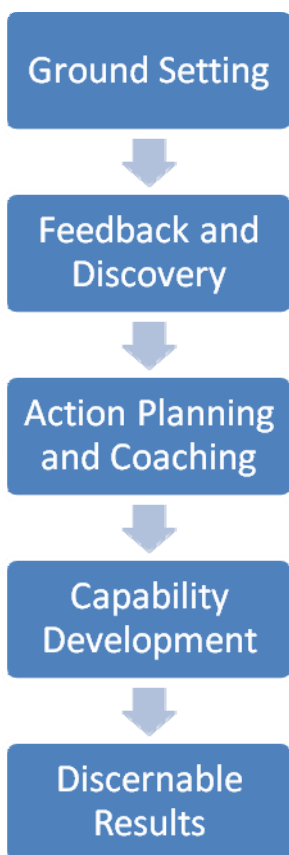 Ground Setting
Feedback and
Discovery
Action Planning
and Coaching
Capability
Development
Discernable
Results